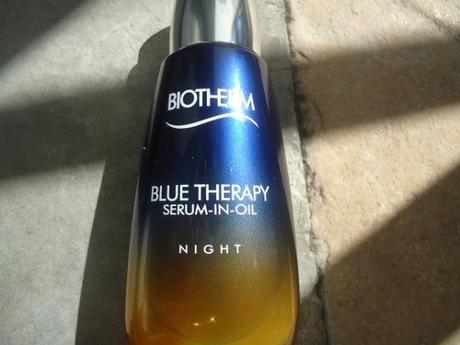 BIOTHERM
BLUE THERAPY
SERUM-IN-OIL
NIGHT